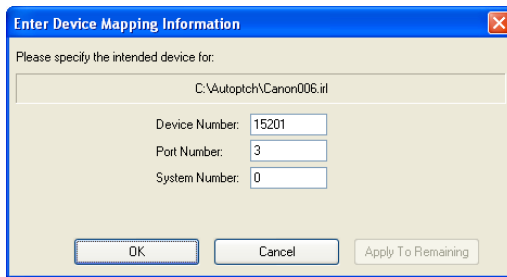 Enter Device Mapping Information
Please specify the intended device for:
C:\Autoptch\Canon006.irl
Device Number: 15201
Port Number: 3
System Number: 0
OK Cancel Apply To Remaining